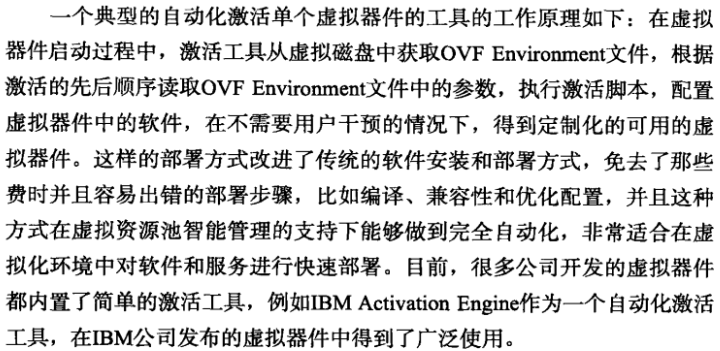 一个典型的自动化激活单个虚拟器件的工具的工作原理如下：在虚拟
器件启动过程中，激活工具从虚拟磁盘中获取OVF Environment文件，根据
激活的先后顺序读取OVF Environment文件中的参数，执行激活脚本，配置
虚拟器件中的软件，在不需要用户干预的情况下，得到定制化的可用的虚
拟器件。这样的部署方式改进了传统的软件安装和部署方式，免去了那些
费时并且容易出错的部署步骤，比如编译、兼容性和优化配置，并且这种
方式在虚拟资源池智能管理的支持下能够做到完全自动化，非常适合在虚
拟化环境中对软件和服务进行快速部署。目前，很多公司开发的虚拟器件
都内置了简单的激活工具，例如IBM Activation Engine作为一个自动化激活
工具，在IBM公司发布的虚拟器件中得到了广泛使用。